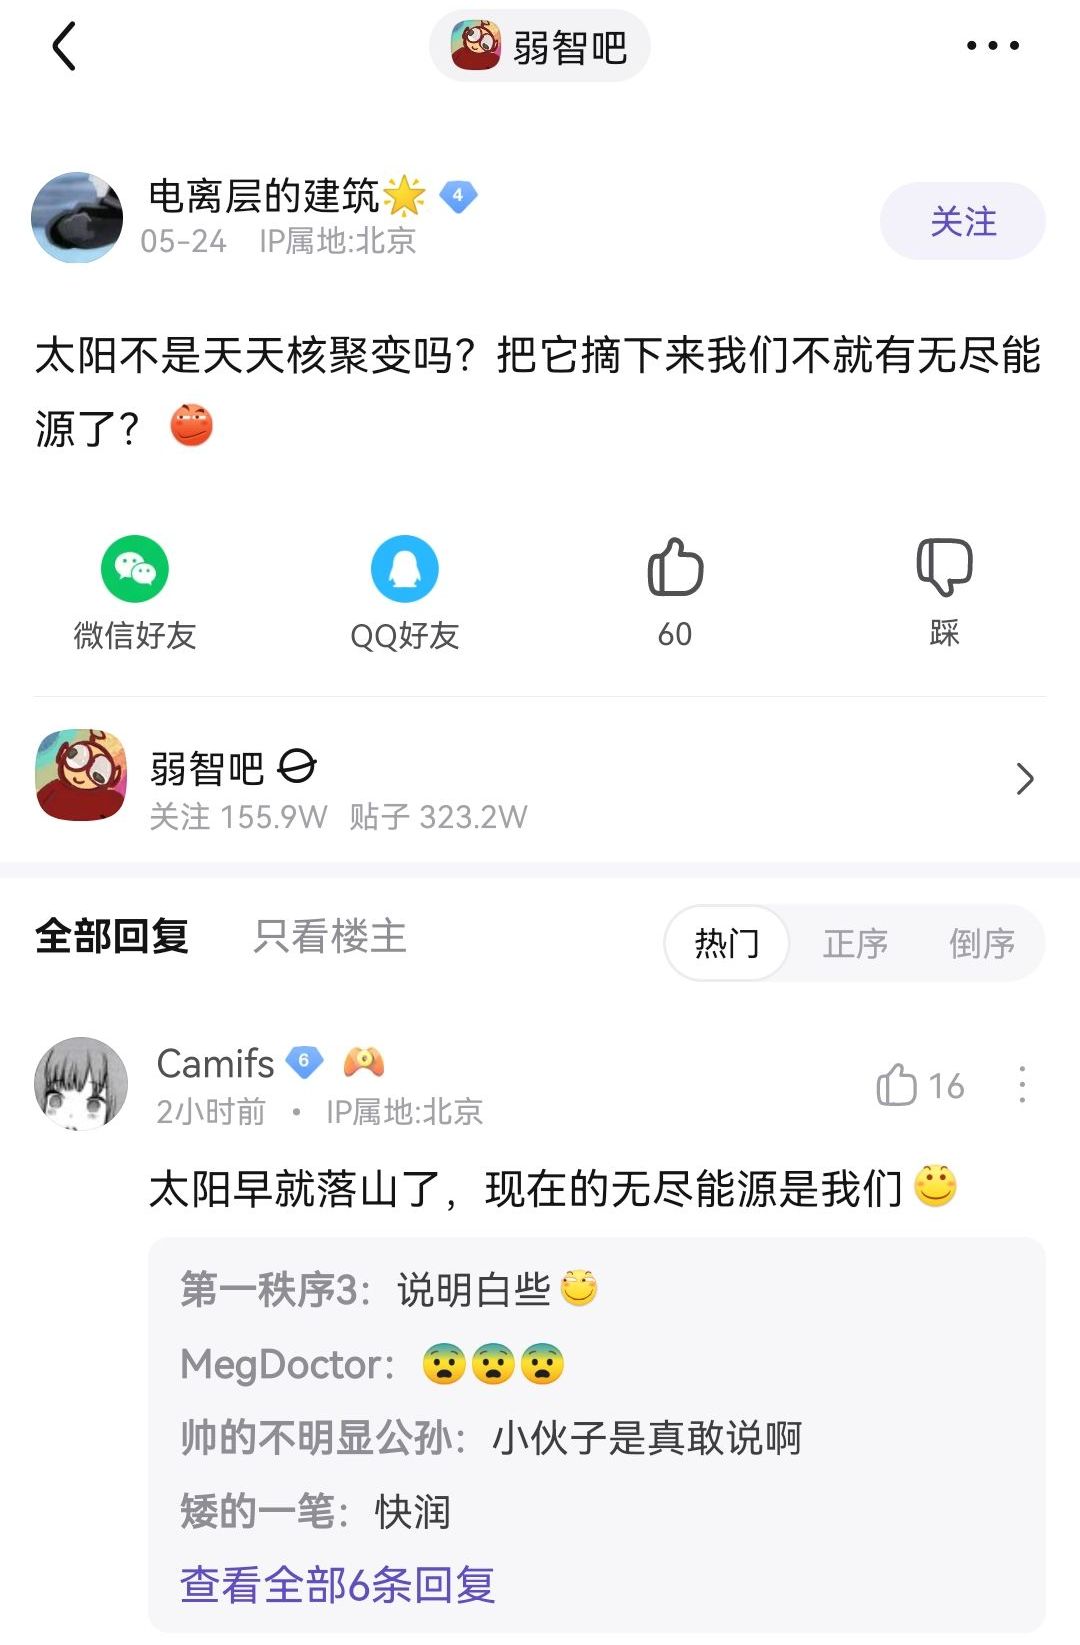 弱智吧
电离层的建筑 4
05-24 IP属地:北京
关注
太阳不是天天核聚变吗？把它摘下来我们不就有无尽能
源了？
微信好友
QQ好友
60
踩
弱智吧
关注 155.9W 贴子 323.2W
全部回复
只看楼主
热门
正序
倒序
Camifs 6
2小时前 · IP属地:北京
16
太阳早就落山了，现在的无尽能源是我们
第一秩序3：说明白些
MegDoctor：
帅的不明显公孙：小伙子是真敢说啊
矮的一笔：快润
查看全部6条回复